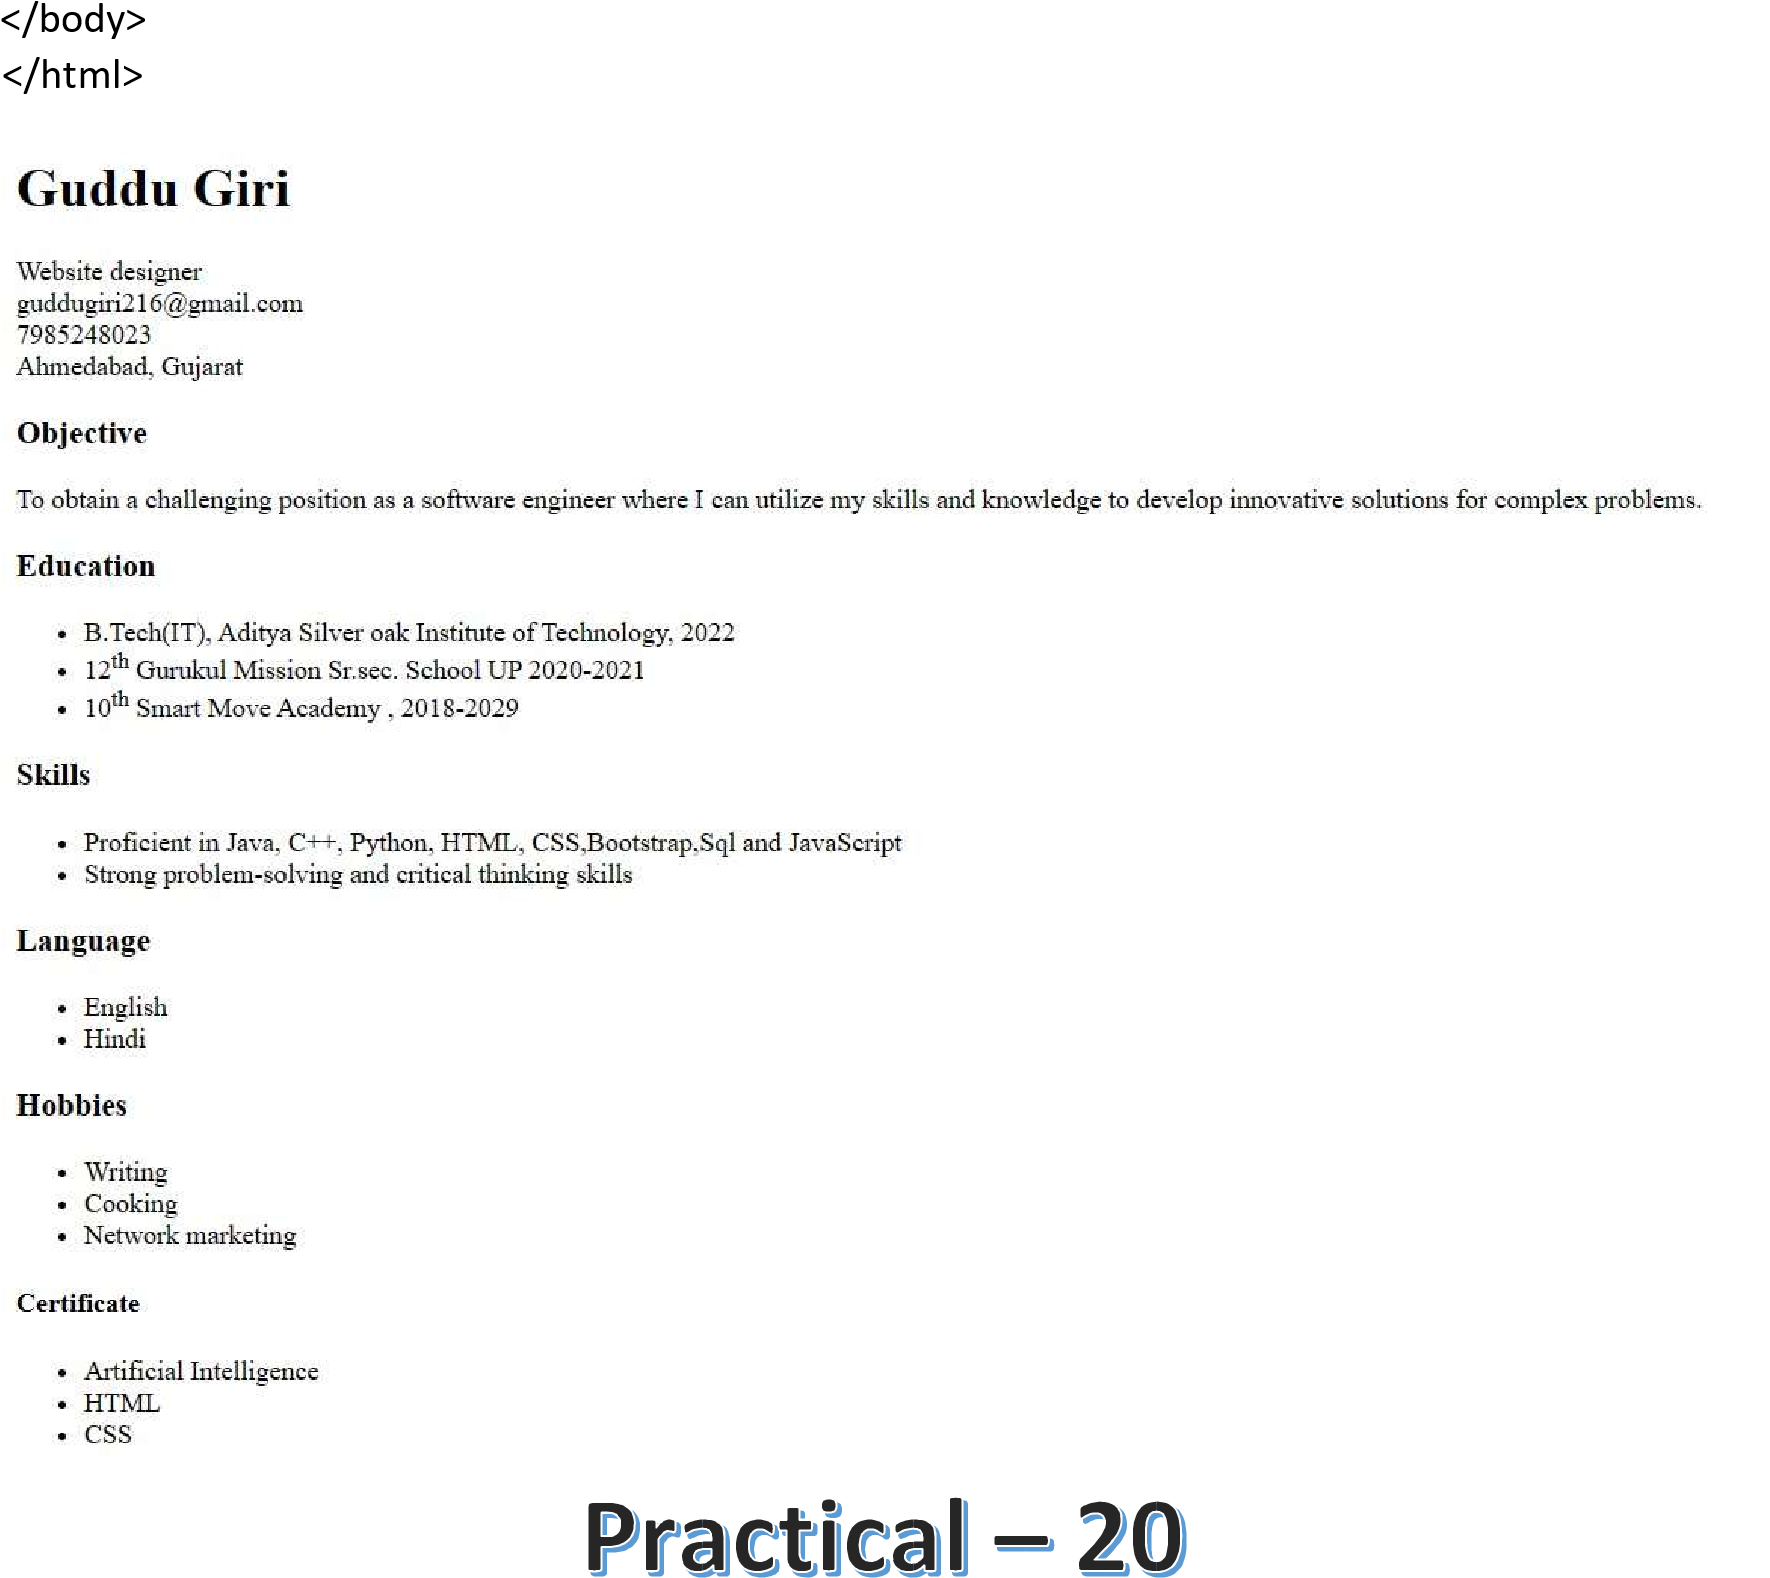 </body>
</html>
Guddu Giri
Website designer
guddugiri216@gmail.com
7985248023
Ahmedabad, Gujarat
Objective
To obtain a challenging position as a software engineer where I can utilize my skills and knowledge to develop innovative solutions for complex problems.
Education
• B.Tech(IT), Aditya Silver oak Institute of Technology, 2022
• 12th Gurukul Mission Sr.sec. School UP 2020-2021
• 10th Smart Move Academy , 2018-2029
Skills
• Proficient in Java, C++, Python, HTML, CSS,Bootstrap,Sql and JavaScript
• Strong problem-solving and critical thinking skills
Language
• English
• Hindi
Hobbies
• Writing
• Cooking
• Network marketing
Certificate
• Artificial Intelligence
• HTML
• CSS
Practical – 20